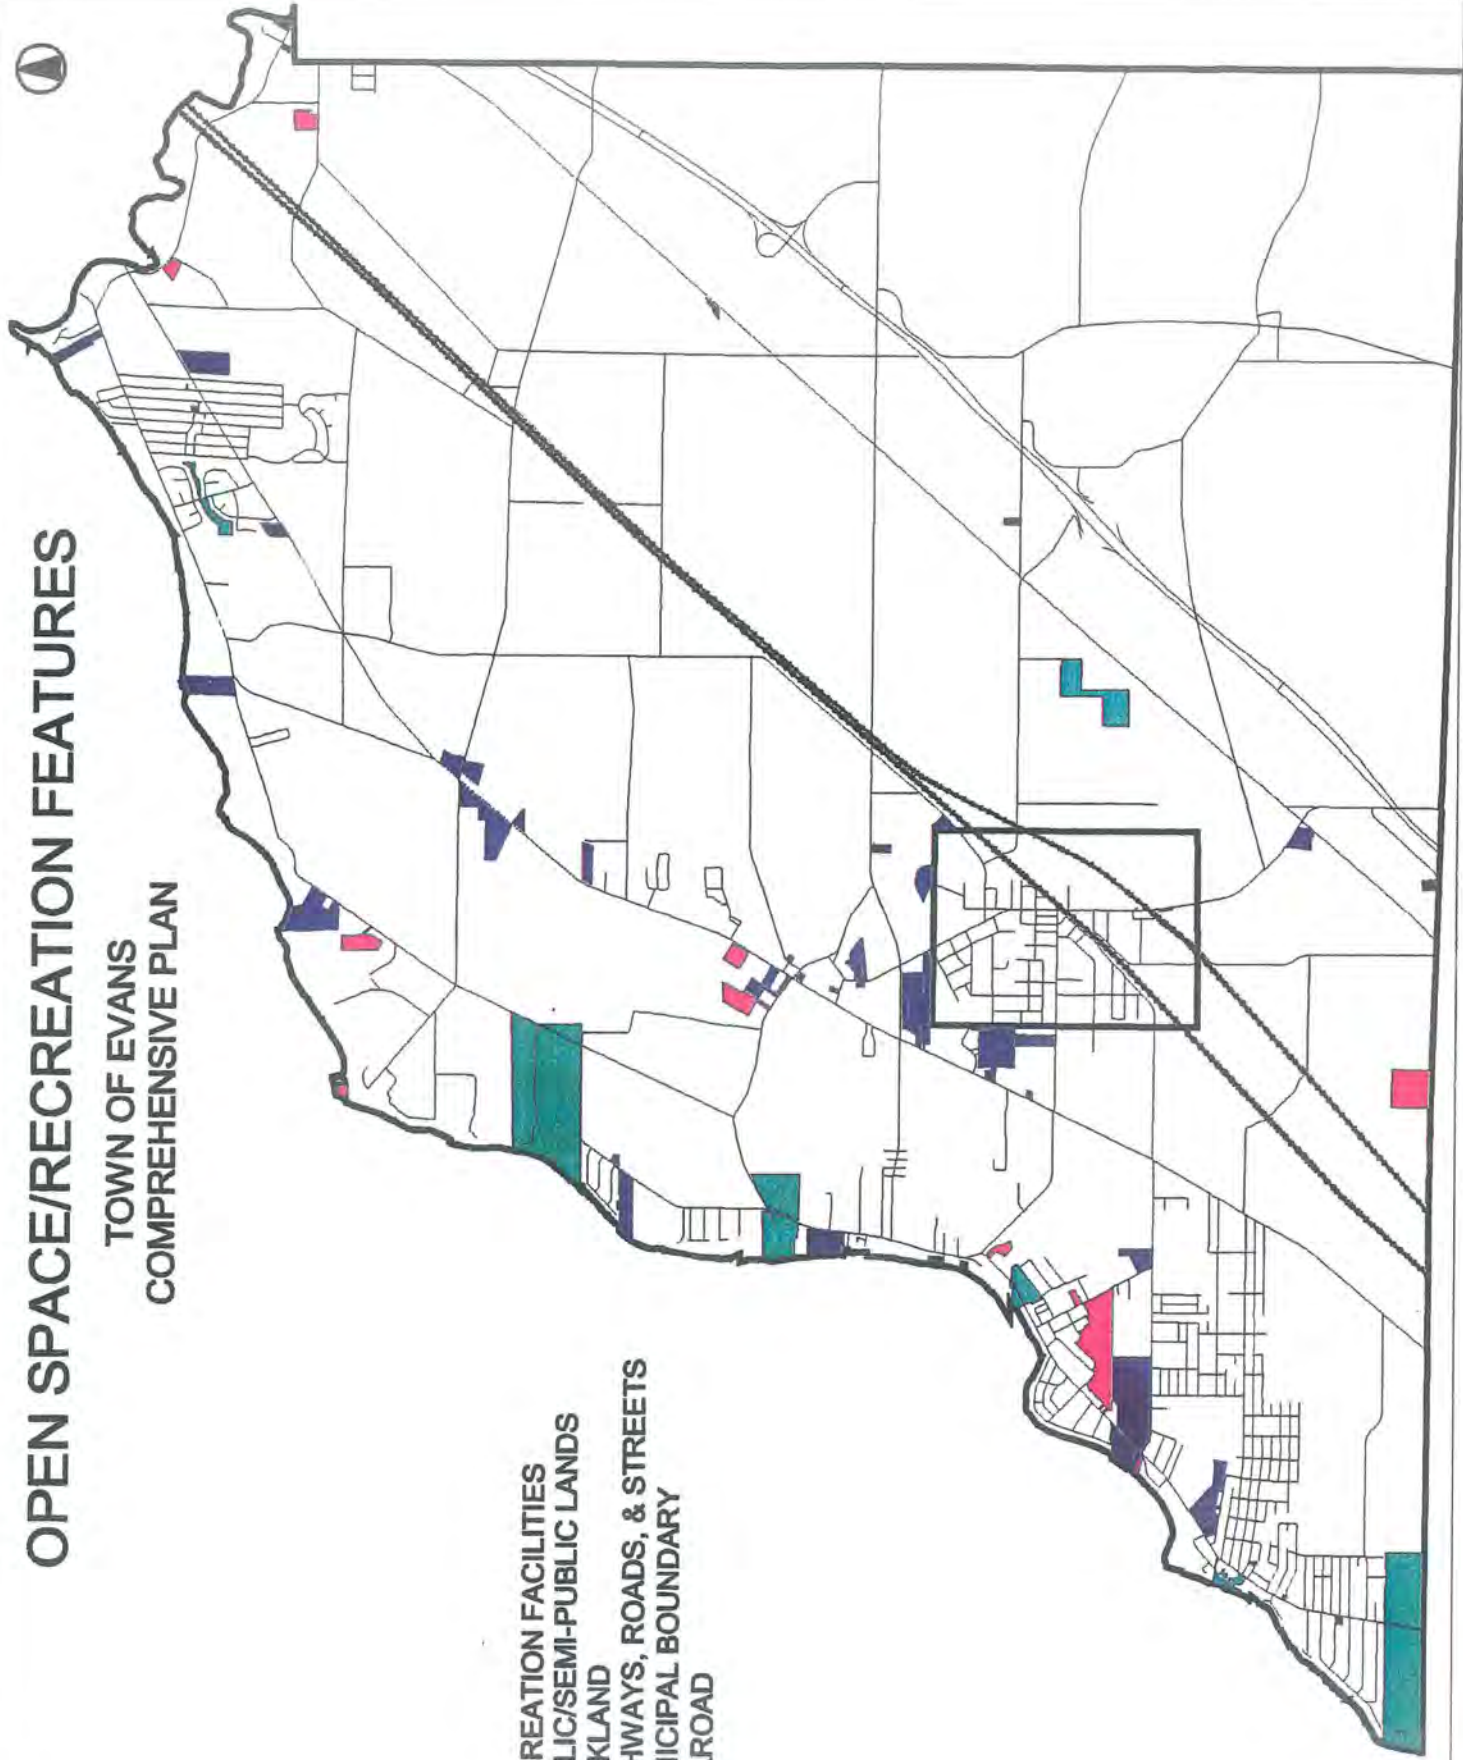 OPEN SPACE/RECREATION FEATURES
TOWN OF EVANS
COMPREHENSIVE PLAN
REATION FACILITIES
LIC/SEMI-PUBLIC LANDS
KLAND
HWAYS, ROADS, & STREETS
ICIPAL BOUNDARY
ROAD